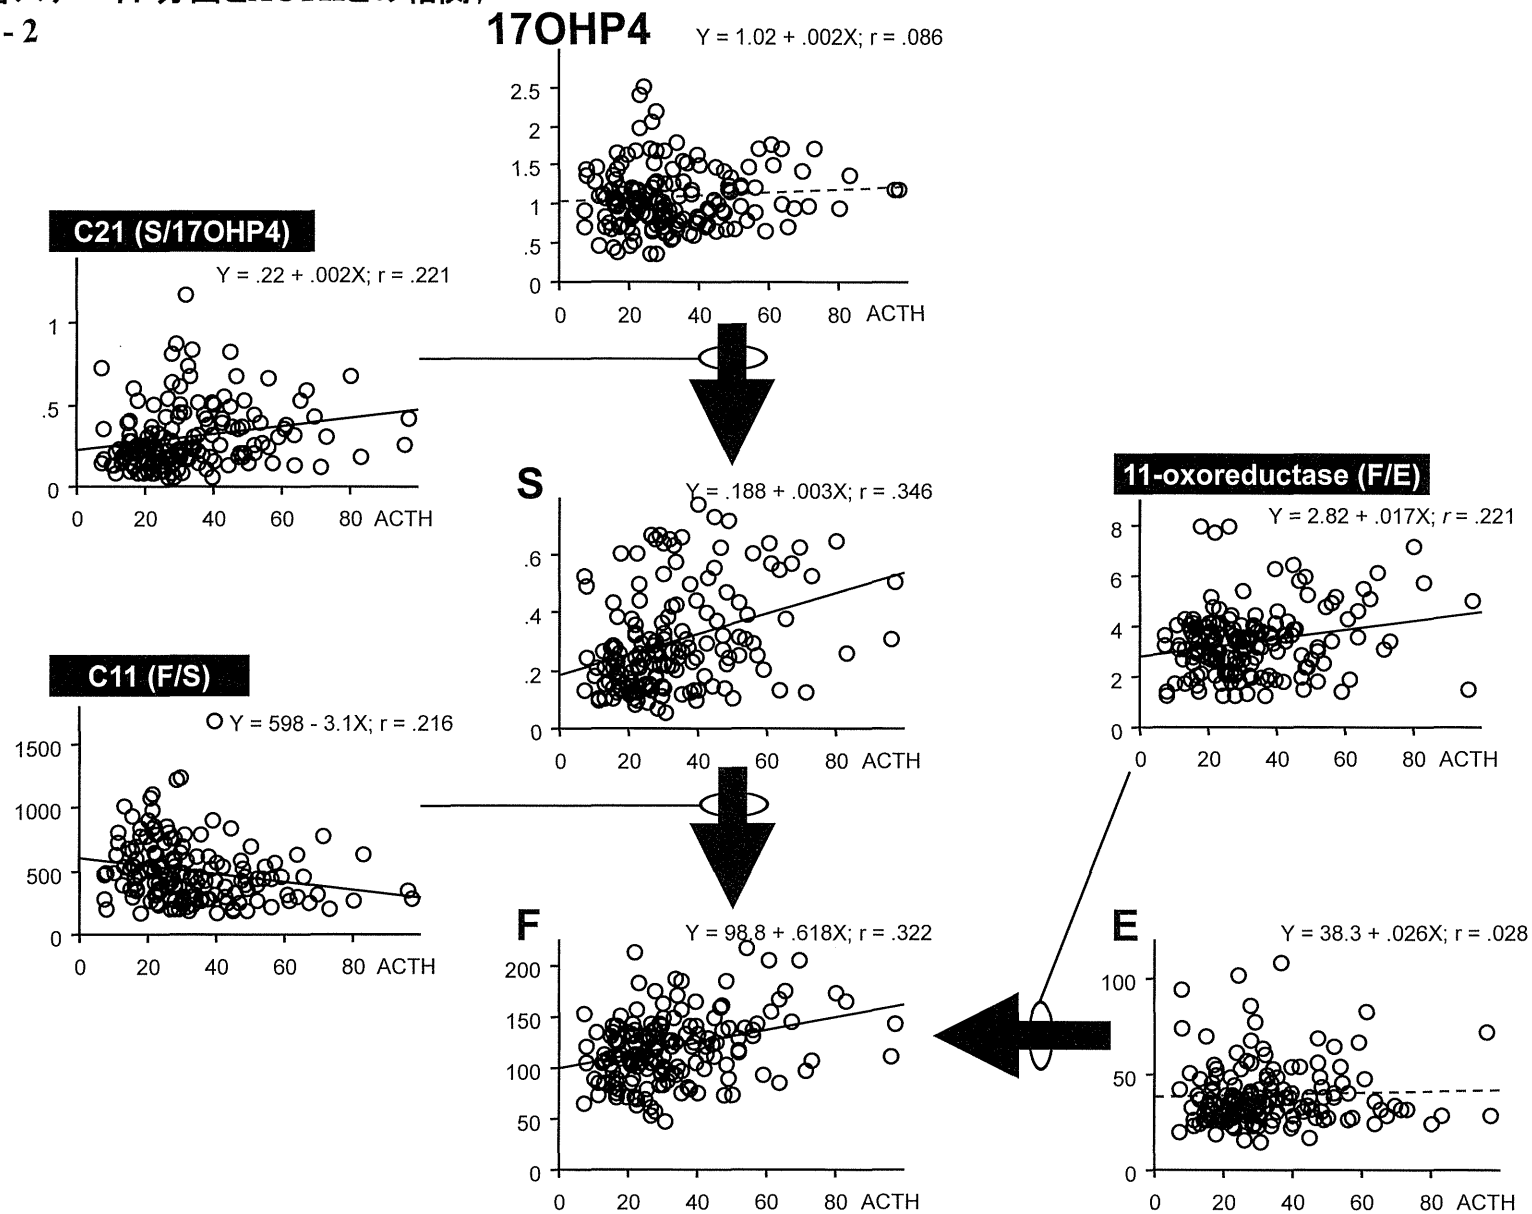 - 2
17OHP4
Y = 1.02 + .002X; r = .086
2.5
2
1.5
1
.5
0
0 20 40 60 80 ACTH
C21 (S/17OHP4)
Y = .22 + .002X; r = .221
1
.5
0
0 20 40 60 80 ACTH
S
Y = .188 + .003X; r = .346
.6
.4
.2
0
0 20 40 60 80 ACTH
11-oxoreductase (F/E)
Y = 2.82 + .017X; r = .221
8
6
4
2
0
0 20 40 60 80 ACTH
C11 (F/S)
Y = 598 - 3.1X; r = .216
1500
1000
500
0
0 20 40 60 80 ACTH
F
Y = 98.8 + .618X; r = .322
200
150
100
50
0
0 20 40 60 80 ACTH
E
Y = 38.3 + .026X; r = .028
100
50
0
0 20 40 60 80 ACTH